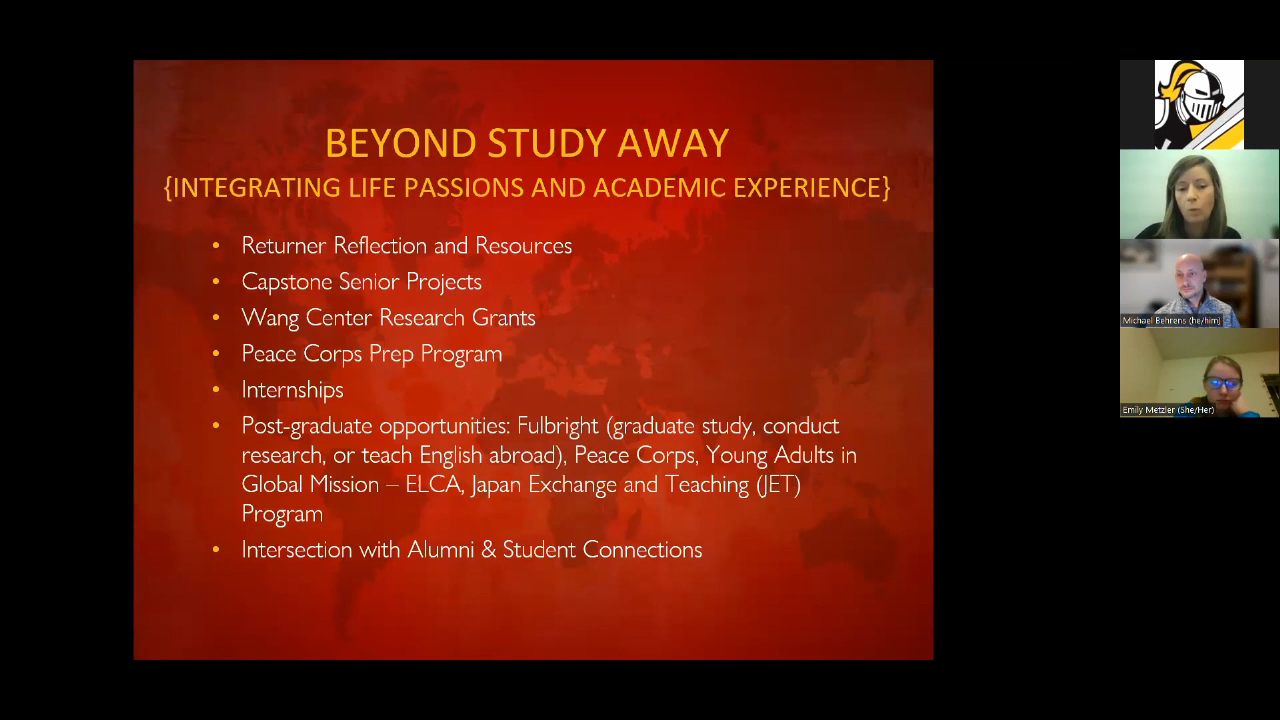 BEYOND STUDY AWAY
{INTEGRATING LIFE PASSIONS AND ACADEMIC EXPERIENCE}
• Returner Reflection and Resources
• Capstone Senior Projects
• Wang Center Research Grants
• Peace Corps Prep Program
• Internships
• Post-graduate opportunities: Fulbright (graduate study, conduct
research, or teach English abroad), Peace Corps, Young Adults in
Global Mission – ELCA, Japan Exchange and Teaching (JET)
Program
• Intersection with Alumni & Student Connections
Michael Behrens (he/him)
Emily Metzler (She/Her)